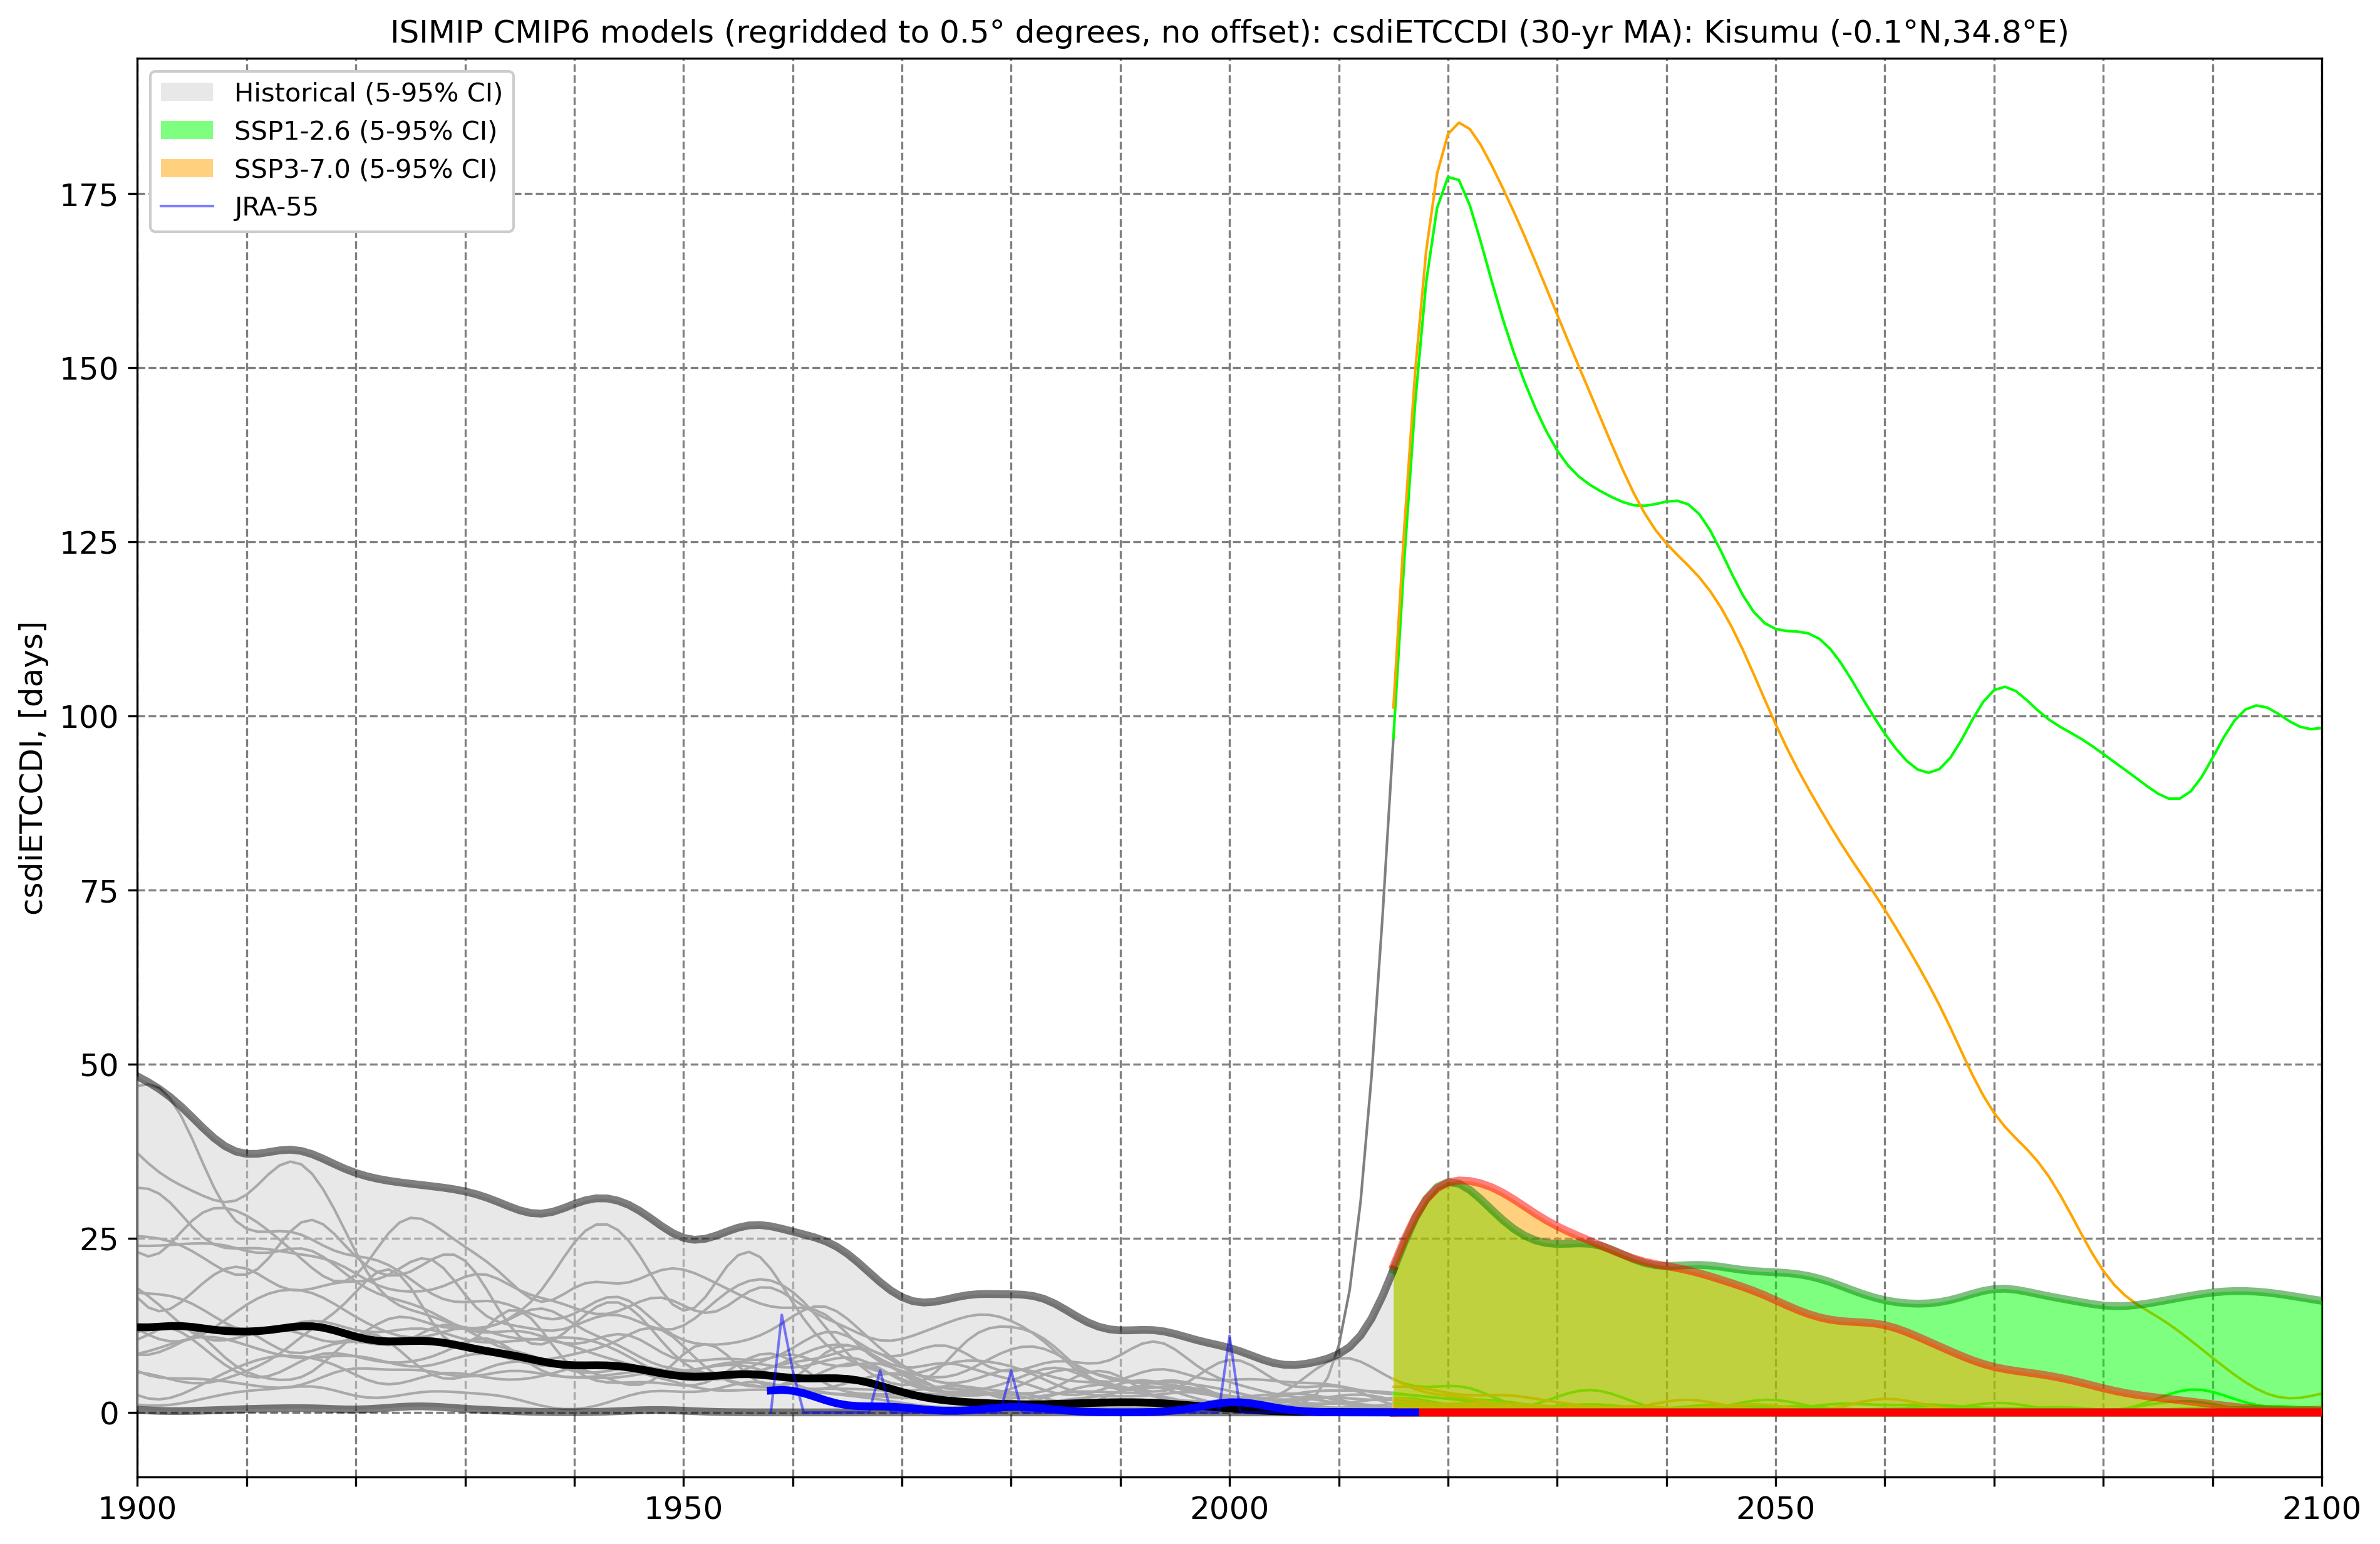 ISIMIP CMIP6 models (regridded to 0.5° degrees, no offset): csdiETCCDI (30-yr MA): Kisumu (-0.1°N,34.8°E)
Historical (5-95% CI)
SSP1-2.6 (5-95% CI)
SSP3-7.0 (5-95% CI)
JRA-55
csdiETCCDI, [days]
175
150
125
100
75
50
25
0
1900
1950
2000
2050
2100